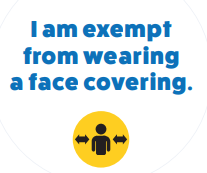 I am exempt
from wearing
a face covering.